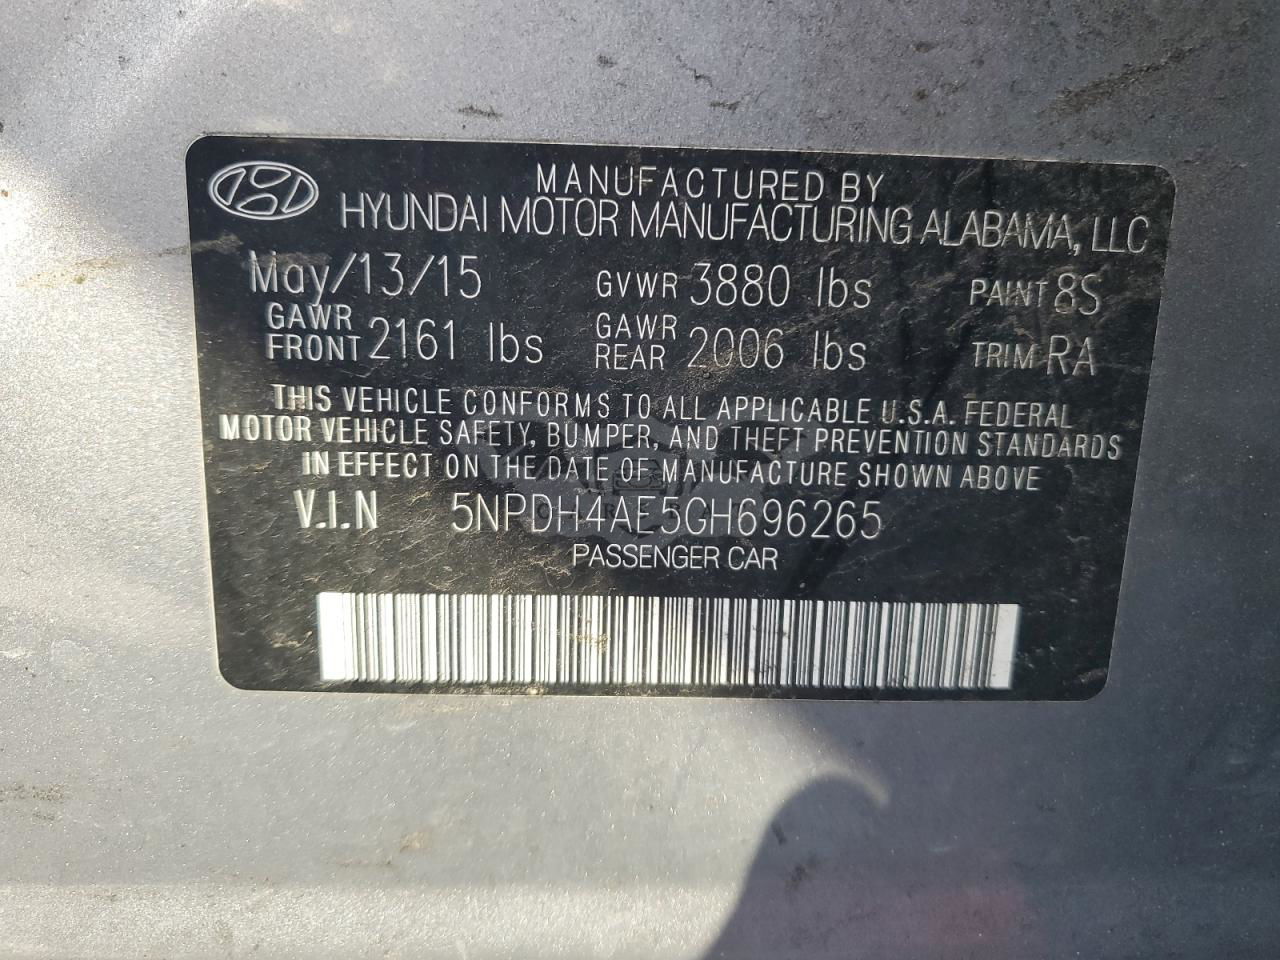 MANUFACTURED BY
HYUNDAI MOTOR MANUFACTURING ALABAMA, LLC
May/13/15 GVWR 3880 lbs PAINT 8S
GAWR FRONT 2161 lbs GAWR REAR 2006 lbs TRIM RA
THIS VEHICLE CONFORMS TO ALL APPLICABLE U.S.A. FEDERAL
MOTOR VEHICLE SAFETY, BUMPER, AND THEFT PREVENTION STANDARDS
IN EFFECT ON THE DATE OF MANUFACTURE SHOWN ABOVE
V.I.N 5NPDH4AE5GH696265
PASSENGER CAR